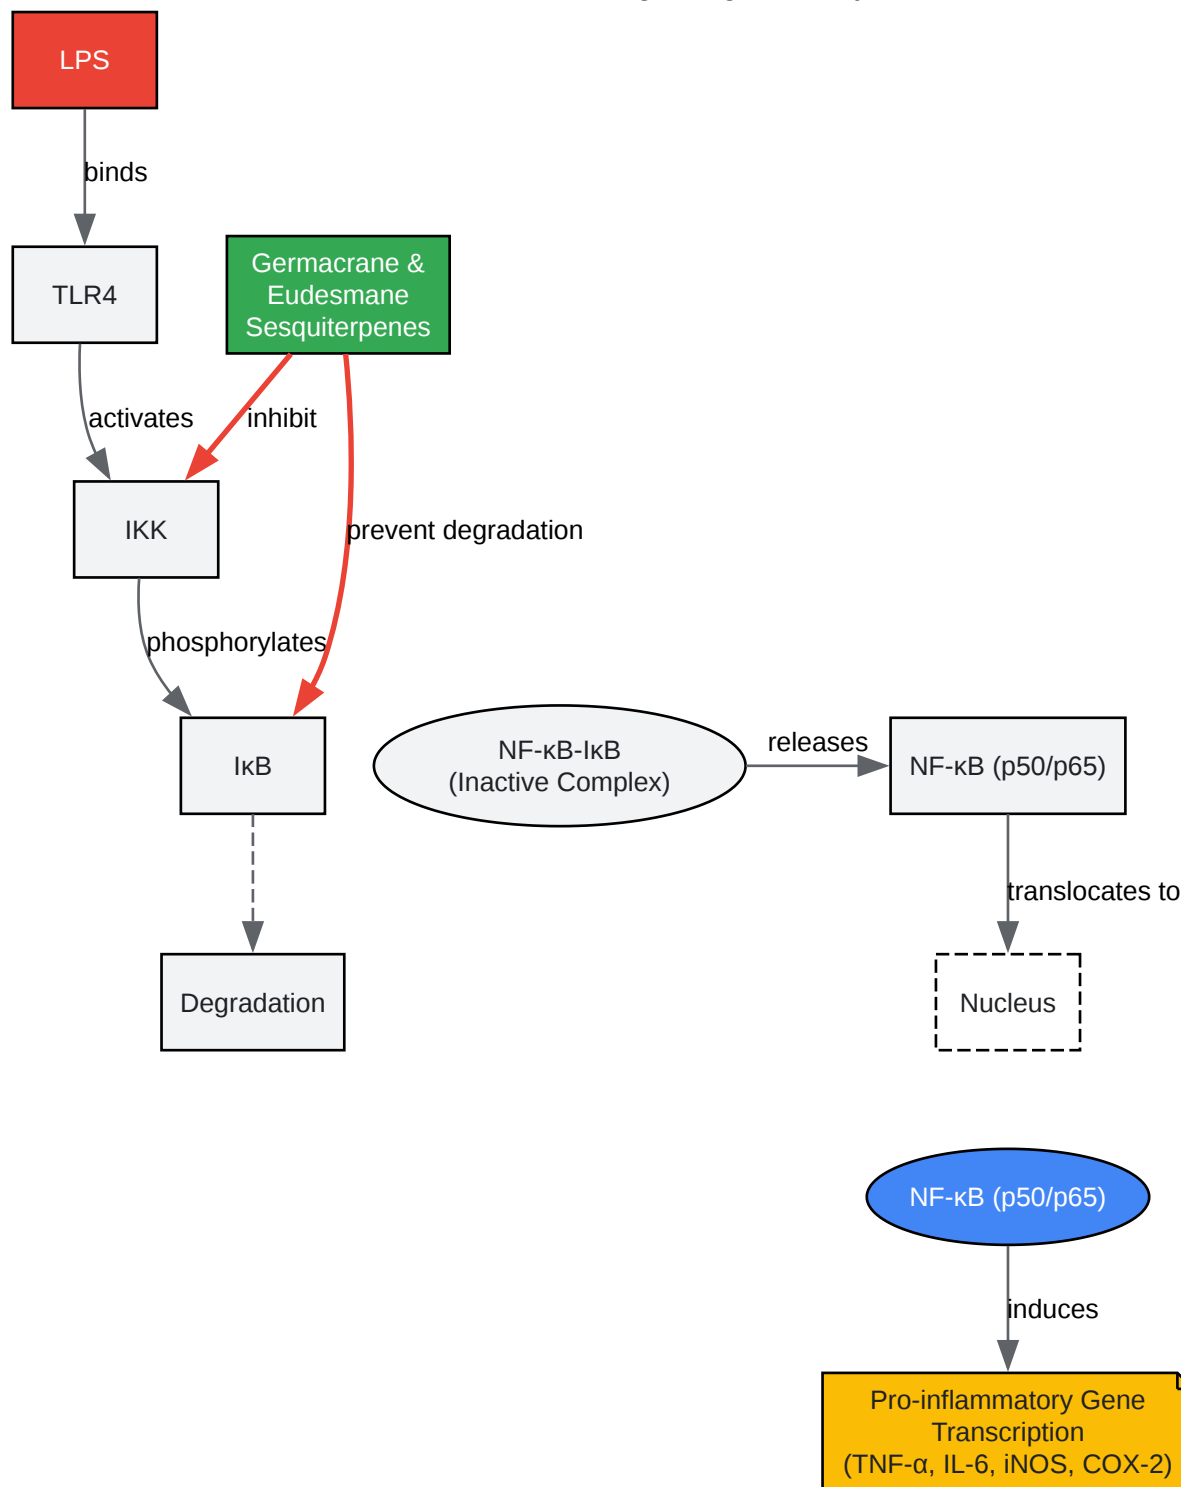 LPS
binds
TLR4
Germacrane &
Eudesmane
Sesquiterpenes
activates
inhibit
IKK
prevent degradation
phosphorylates
IκB
NF-κB-IκB
(Inactive Complex)
releases
NF-κB (p50/p65)
translocates to
Degradation
Nucleus
NF-κB (p50/p65)
induces
Pro-inflammatory Gene
Transcription
(TNF-α, IL-6, iNOS, COX-2)